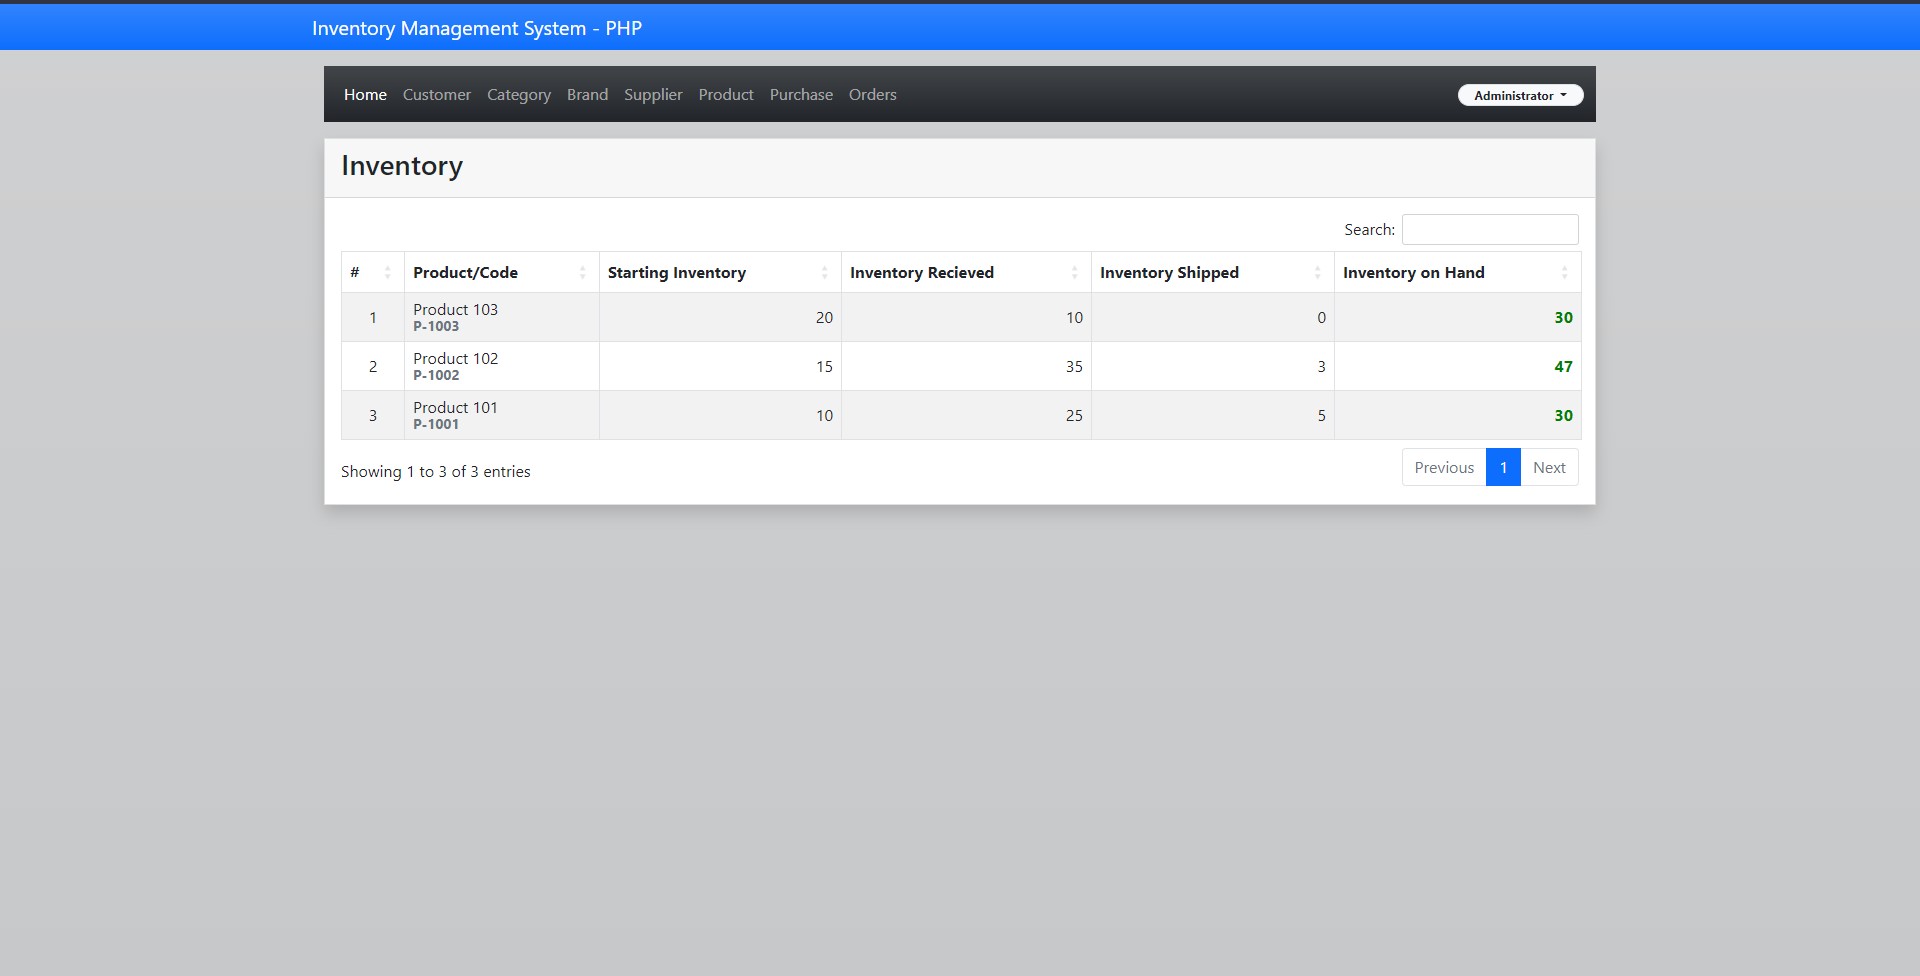 Inventory Management System - PHP
Home Customer Category Brand Supplier Product Purchase Orders Administrator
Inventory
Search:
# Product/Code Starting Inventory Inventory Recieved Inventory Shipped Inventory on Hand
1 Product 103 20 10 0 30
P-1003
2 Product 102 15 35 3 47
P-1002
3 Product 101 10 25 5 30
P-1001
Showing 1 to 3 of 3 entries
Previous 1 Next